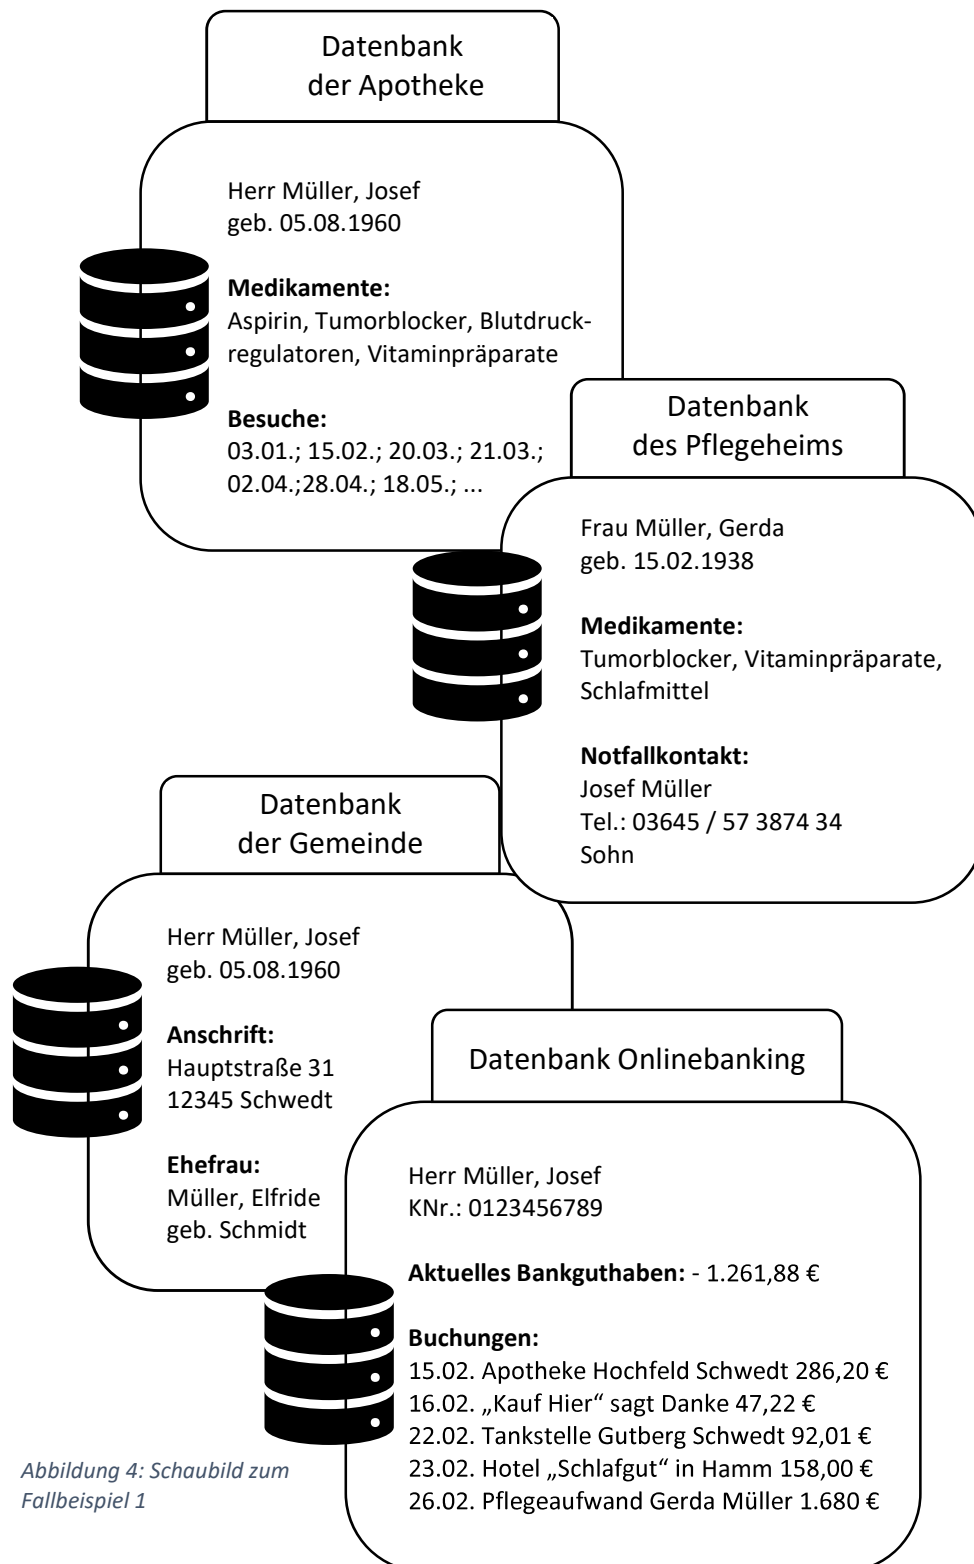 Datenbank
der Apotheke
Herr Müller, Josef
geb. 05.08.1960
Medikamente:
Aspirin, Tumorblocker, Blutdruck-
regulatoren, Vitaminpräparate
Besuche:
03.01.; 15.02.; 20.03.; 21.03.;
02.04.;28.04.; 18.05.; ...
Datenbank
des Pflegeheims
Frau Müller, Gerda
geb. 15.02.1938
Medikamente:
Tumorblocker, Vitaminpräparate,
Schlafmittel
Notfallkontakt:
Josef Müller
Tel.: 03645 / 57 3874 34
Sohn
Datenbank
der Gemeinde
Herr Müller, Josef
geb. 05.08.1960
Anschrift:
Hauptstraße 31
12345 Schwedt
Ehefrau:
Müller, Elfride
geb. Schmidt
Datenbank Onlinebanking
Herr Müller, Josef
KNr.: 0123456789
Aktuelles Bankguthaben: - 1.261,88 €
Buchungen:
15.02. Apotheke Hochfeld Schwedt 286,20 €
16.02. „Kauf Hier“ sagt Danke 47,22 €
22.02. Tankstelle Gutberg Schwedt 92,01 €
23.02. Hotel „Schlafgut“ in Hamm 158,00 €
26.02. Pflegeaufwand Gerda Müller 1.680 €
Abbildung 4: Schaubild zum
Fallbeispiel 1